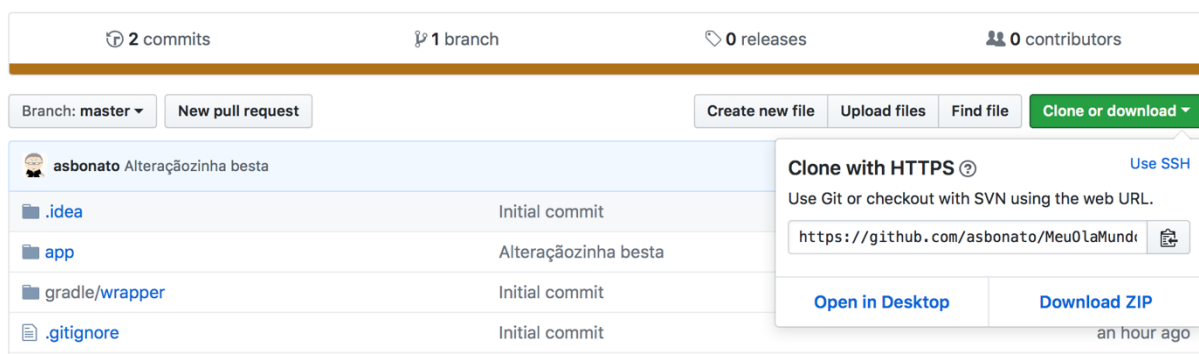 2 commits 1 branch 0 releases 0 contributors
Branch: master New pull request Create new file Upload files Find file Clone or download
asbonato Alteraçãozinha besta
Clone with HTTPS Use SSH
Use Git or checkout with SVN using the web URL.
https://github.com/asbonato/MeuOlaMundo
Open in Desktop Download ZIP
.idea Initial commit
app Alteraçãozinha besta
gradle/wrapper Initial commit
.gitignore Initial commit an hour ago